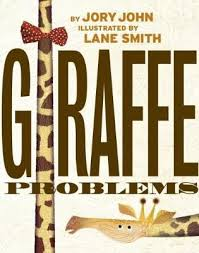 BY JORY JOHN
ILLUSTRATED BY
LANE SMITH
GIRAFFE
PROBLEMS